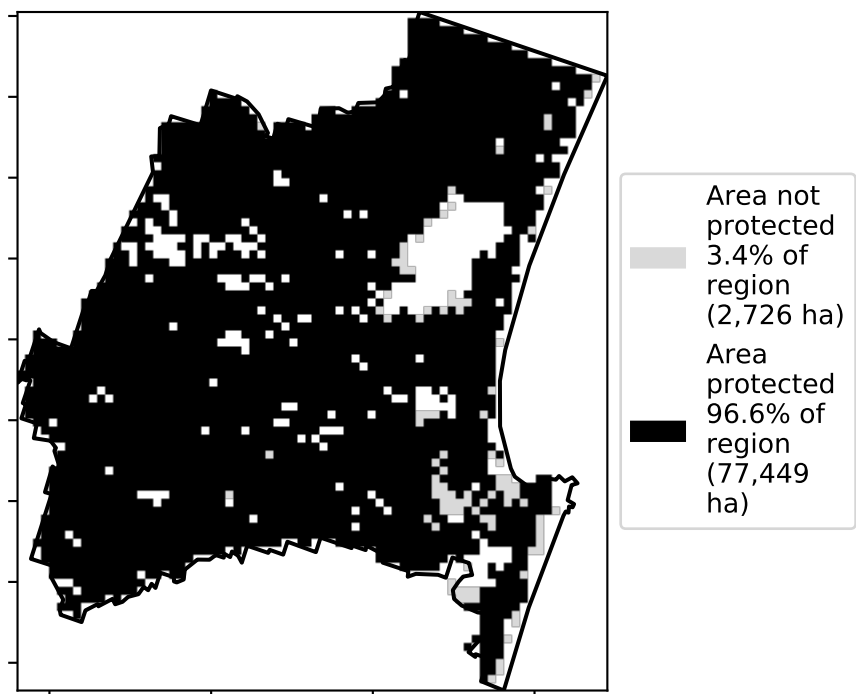 Area not
protected
3.4% of
region
(2,726 ha)
Area
protected
96.6% of
region
(77,449
ha)